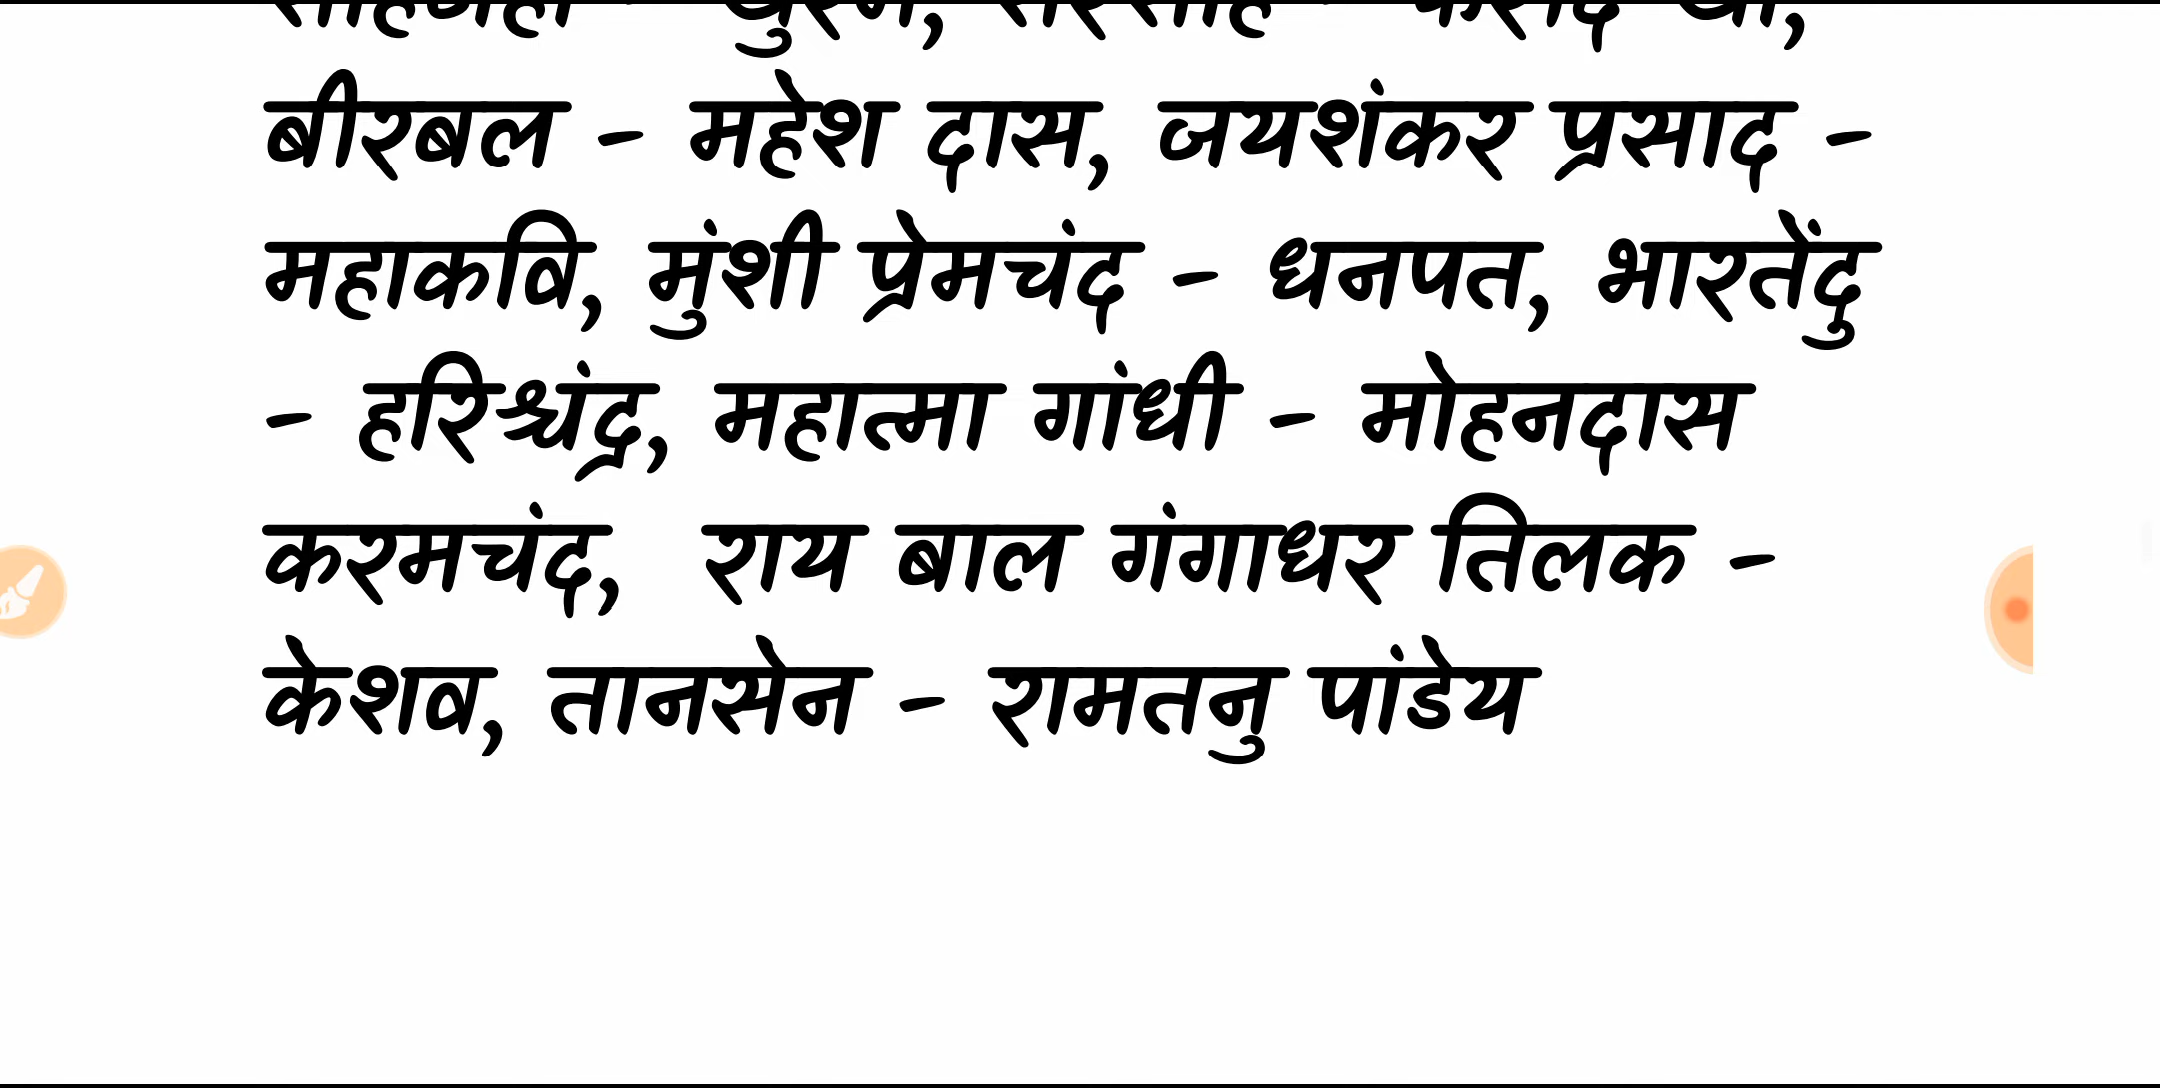 बीरबल - महेश दास, जयशंकर प्रसाद -
महाकवि, मुंशी प्रेमचंद - धनपत, भारतेंदु
- हरिश्चंद्र, महात्मा गांधी - मोहनदास
करमचंद, राय बाल गंगाधर तिलक -
केशव, तानसेन - रामतनु पांडेय